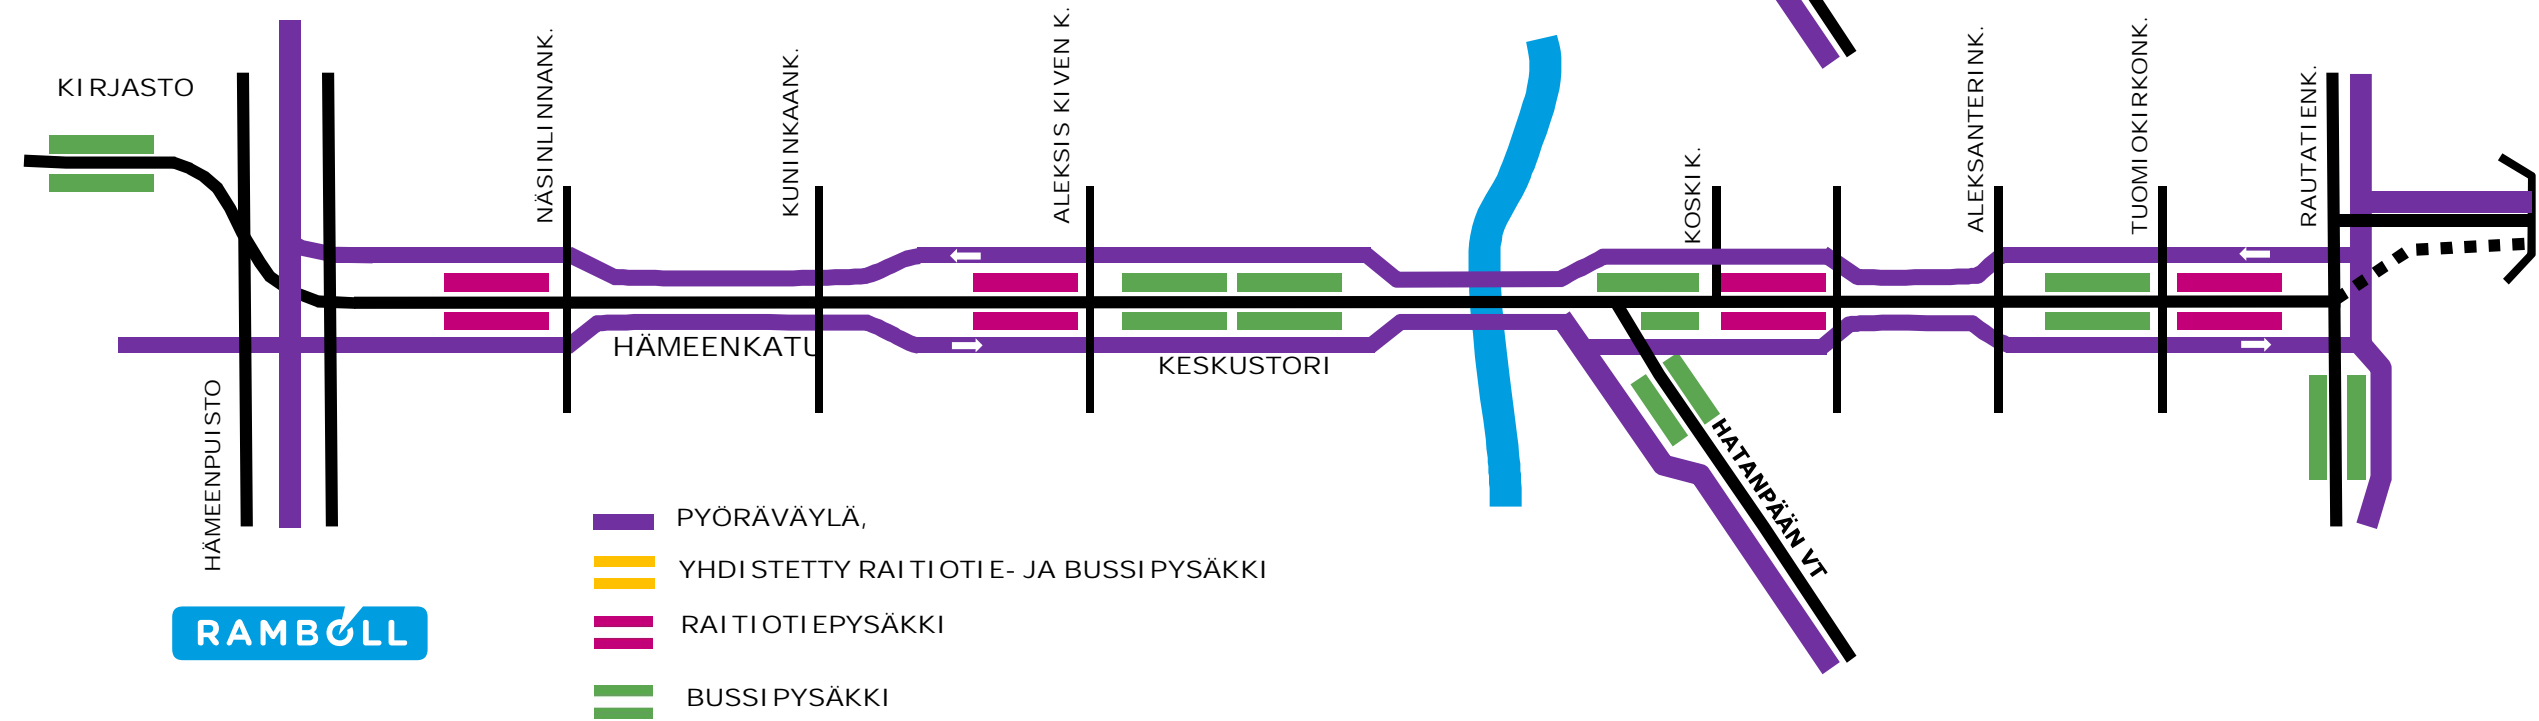 KIRJASTO
NÄSINLINNANK.
KUNINKAANK.
ALEKSIS KIVEN K.
KOSKIK.
ALEKSANTERINK.
TUOMIOKIRKONK.
RAUTATIENK.
HÄMEENKATU
KESKUSTORI
HÄMEENPUISTO
HATANPÄÄN VT
PYÖRÄVÄYLÄ,
YHDISTETTY RAITIOTIE- JA BUSSIPYSÄKKI
RAITIOTIEPYSÄKKI
BUSSIPYSÄKKI
RAMBOLL